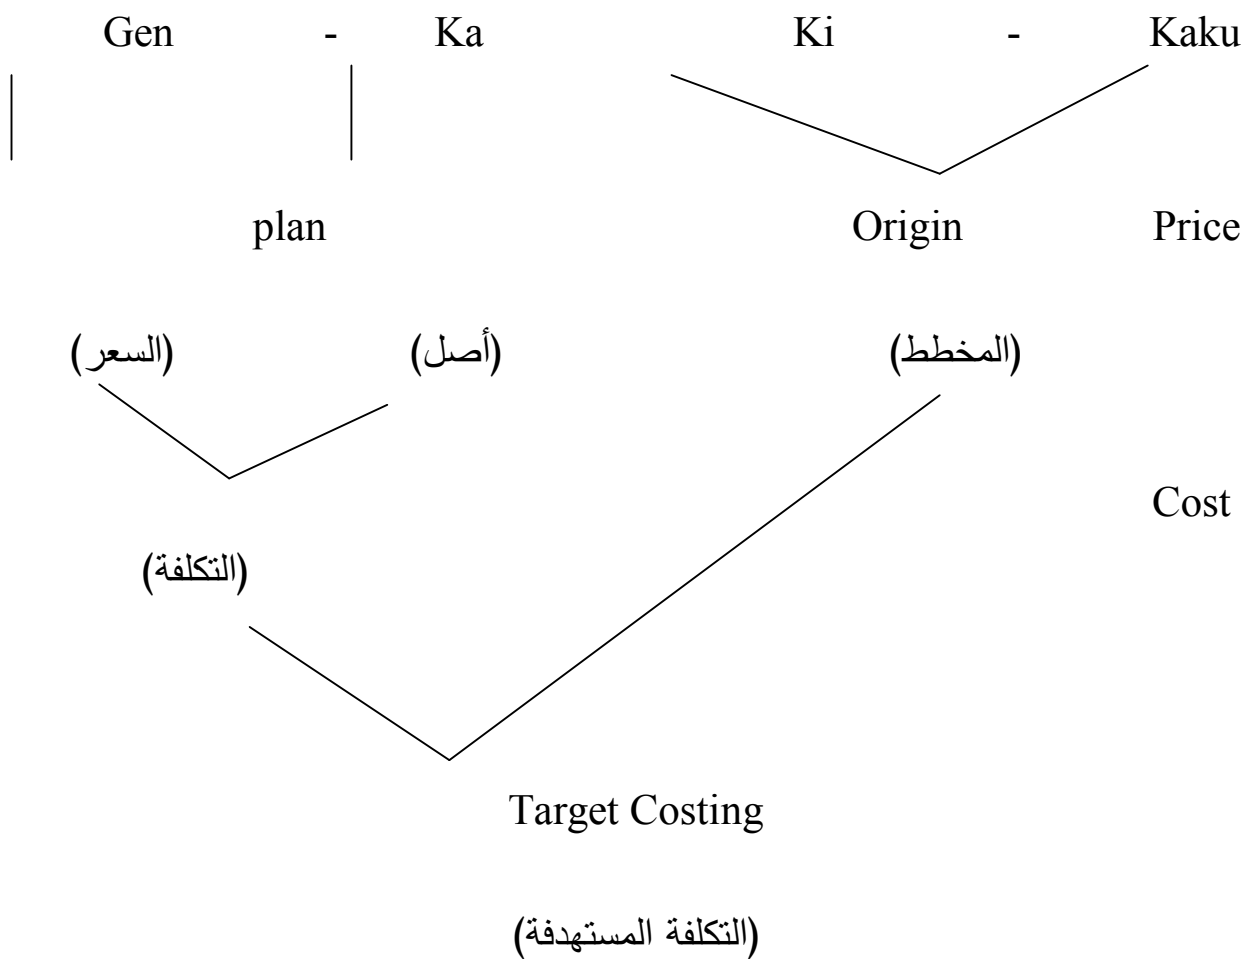 Gen - Ka Ki - Kaku
plan Origin Price
(السعر) (أصل) (المخطط)
Cost
(التكلفة)
Target Costing
(التكلفة المستهدفة)